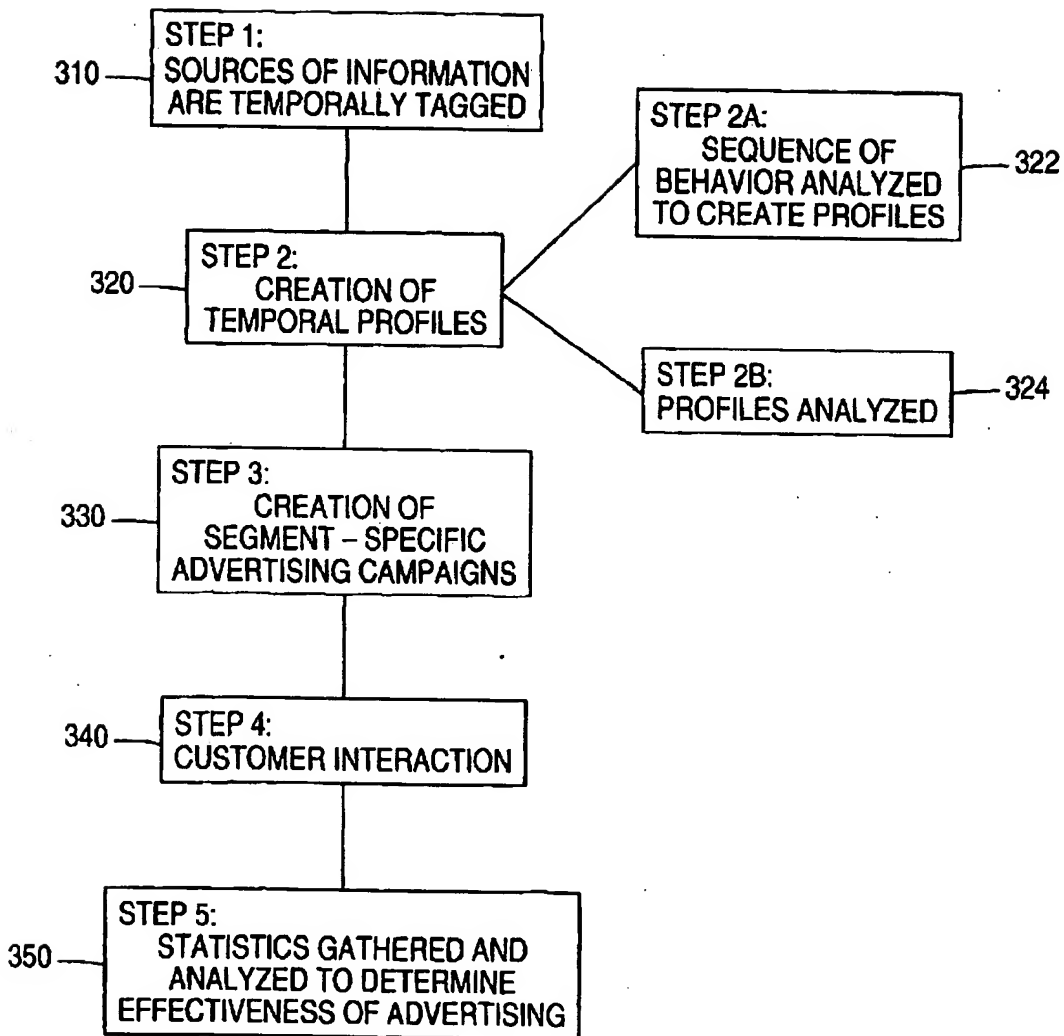 STEP 1:
310
SOURCES OF INFORMATION
ARE TEMPORALLY TAGGED
STEP 2A:
SEQUENCE OF
322
BEHAVIOR ANALYZED
TO CREATE PROFILES
STEP 2:
320
CREATION OF
TEMPORAL PROFILES
STEP 2B:
324
PROFILES ANALYZED
STEP 3:
CREATION OF
330
SEGMENT – SPECIFIC
ADVERTISING CAMPAIGNS
STEP 4:
340
CUSTOMER INTERACTION
STEP 5:
STATISTICS GATHERED AND
350
ANALYZED TO DETERMINE
EFFECTIVENESS OF ADVERTISING